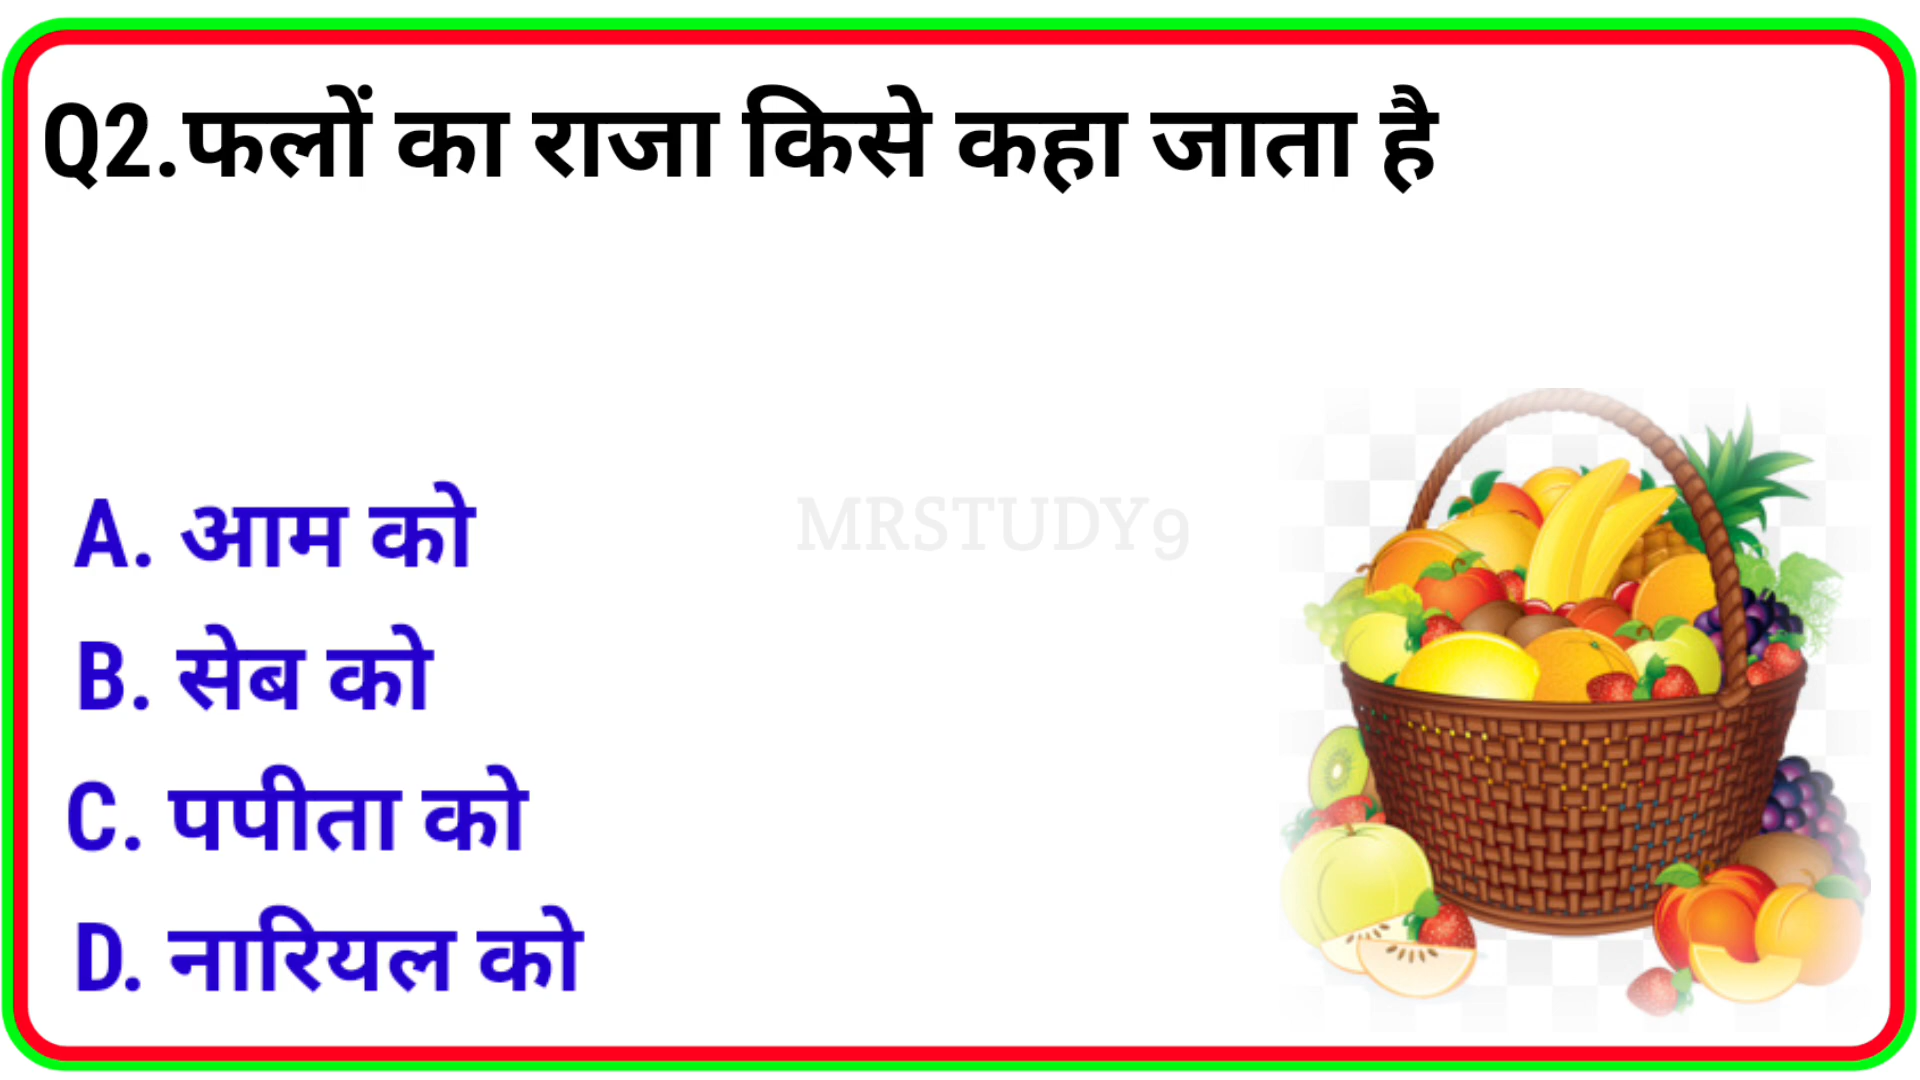 Q2.फलों का राजा किसे कहा जाता है
A. आम को
MRSTUDY9
B. सेब को
C. पपीता को
D. नारियल को